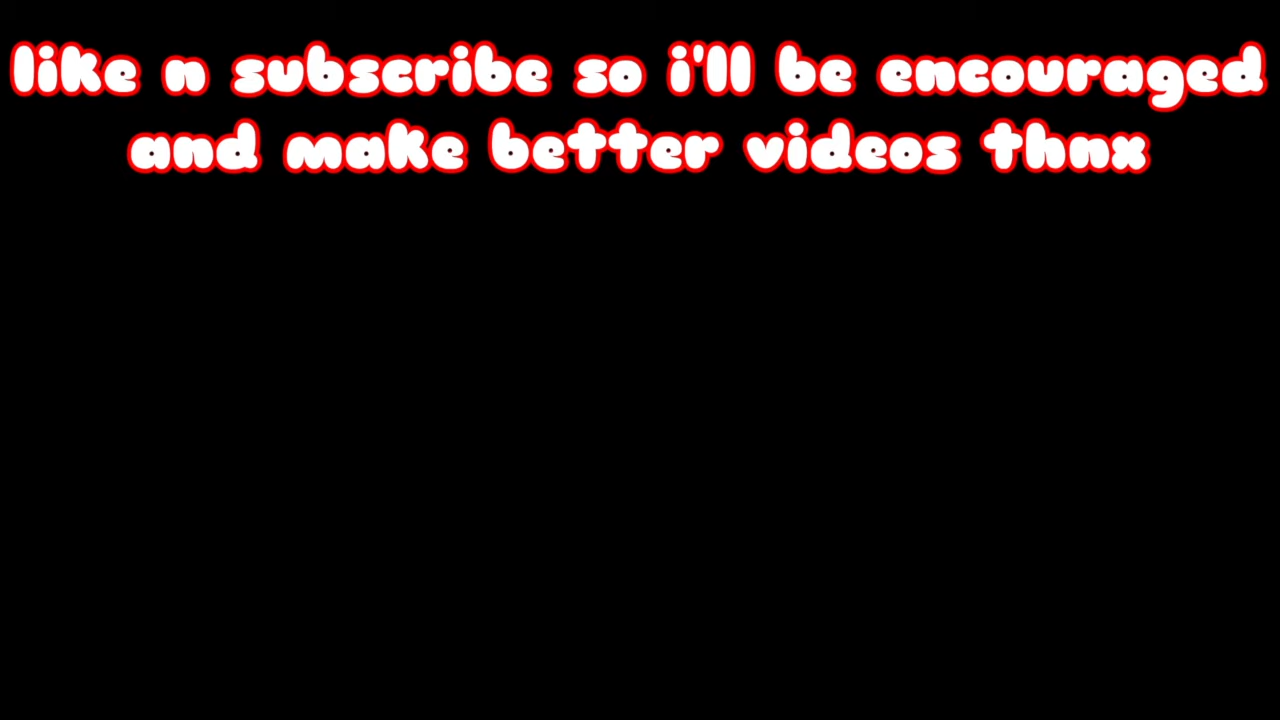 like n subscribe so i'll be encouraged
and make better videos thnx